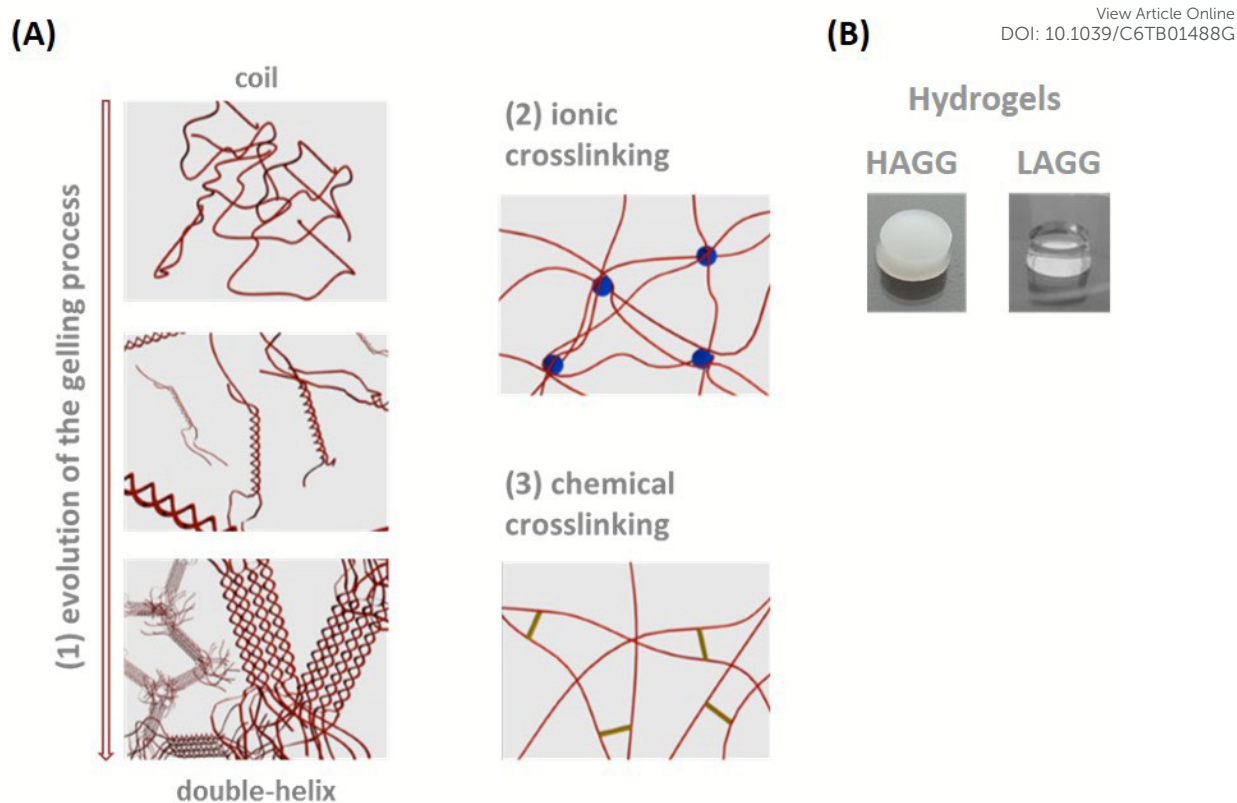 View Article Online
DOI: 10.1039/C6TB01488G
(A)
(1) evolution of the gelling process
coil
double-helix
(2) ionic
crosslinking
(3) chemical
crosslinking
(B)
Hydrogels
HAGG
LAGG